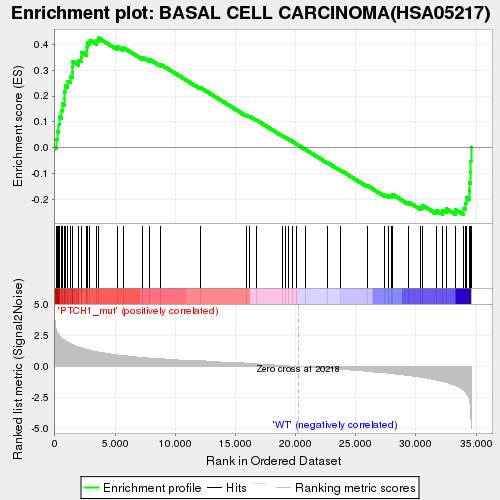 Enrichment plot: BASAL CELL CARCINOMA(HSA05217)
Enrichment score (ES)
0.4
0.3
0.2
0.1
0.0
-0.1
-0.2
'PTCH1_mut' (positively correlated)
Ranked list metric (Signal2Noise)
5.0
2.5
0.0
-2.5
-5.0
Zero cross at 20218
'WT' (negatively correlated)
0
5.000
10.000
15.000
20.000
25.000
30.000
35.000
Rank in Ordered Dataset
Enrichment profile
Hits
Ranking metric scores